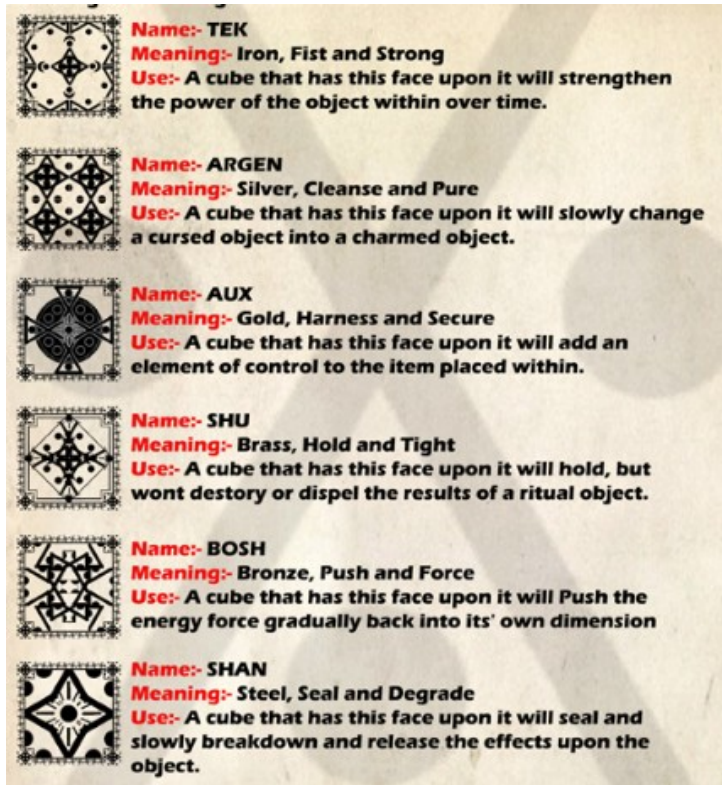 Name:- TEK
Meaning:- Iron, Fist and Strong
Use:- A cube that has this face upon it will strengthen
the power of the object within over time.
Name:- ARGEN
Meaning:- Silver, Cleanse and Pure
Use:- A cube that has this face upon it will slowly change
a cursed object into a charmed object.
Name:- AUX
Meaning:- Gold, Harness and Secure
Use:- A cube that has this face upon it will add an
element of control to the item placed within.
Name:- SHU
Meaning:- Brass, Hold and Tight
Use:- A cube that has this face upon it will hold, but
wont destory or dispel the results of a ritual object.
Name:- BOSH
Meaning:- Bronze, Push and Force
Use:- A cube that has this face upon it will Push the
energy force gradually back into its' own dimension
Name:- SHAN
Meaning:- Steel, Seal and Degrade
Use:- A cube that has this face upon it will seal and
slowly breakdown and release the effects upon the
object.